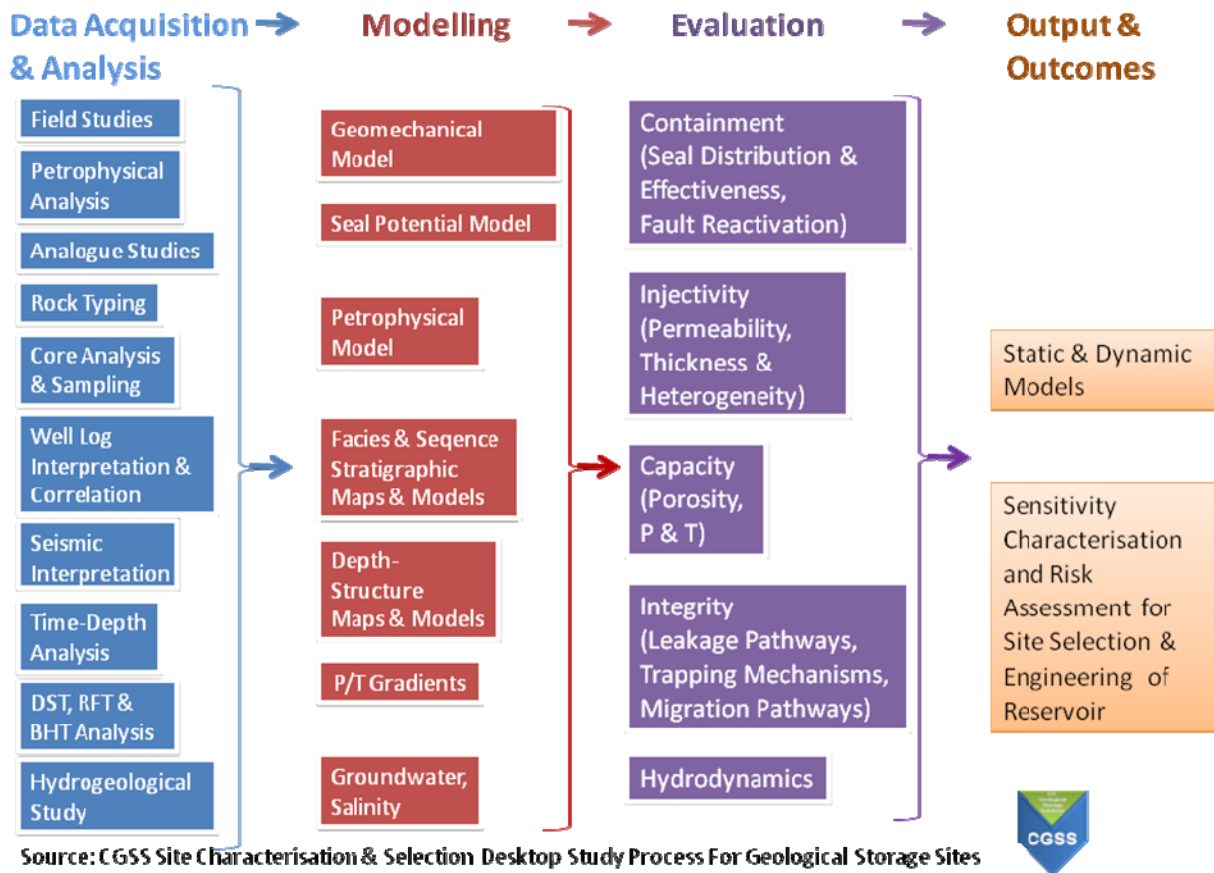 Data Acquisition
& Analysis
Modelling
Evaluation
Output &
Outcomes
Field Studies
Petrophysical
Analysis
Analogue Studies
Rock Typing
Core Analysis
& Sampling
Well Log
Interpretation &
Correlation
Seismic
Interpretation
Time-Depth
Analysis
DST, RFT &
BHT Analysis
Hydrogeological
Study
Geomechanical
Model
Seal Potential Model
Petrophysical
Model
Facies & Seqence
Stratigraphic
Maps & Models
Depth-
Structure
Maps & Models
P/T Gradients
Groundwater,
Salinity
Containment
(Seal Distribution &
Effectiveness,
Fault Reactivation)
Injectivity
(Permeability,
Thickness &
Heterogeneity)
Capacity
(Porosity,
P & T)
Integrity
(Leakage Pathways,
Trapping Mechanisms,
Migration Pathways)
Hydrodynamics
Static & Dynamic
Models
Sensitivity
Characterisation
and Risk
Assessment for
Site Selection &
Engineering of
Reservoir
CGSS
Source: CGSS Site Characterisation & Selection Desktop Study Process For Geological Storage Sites